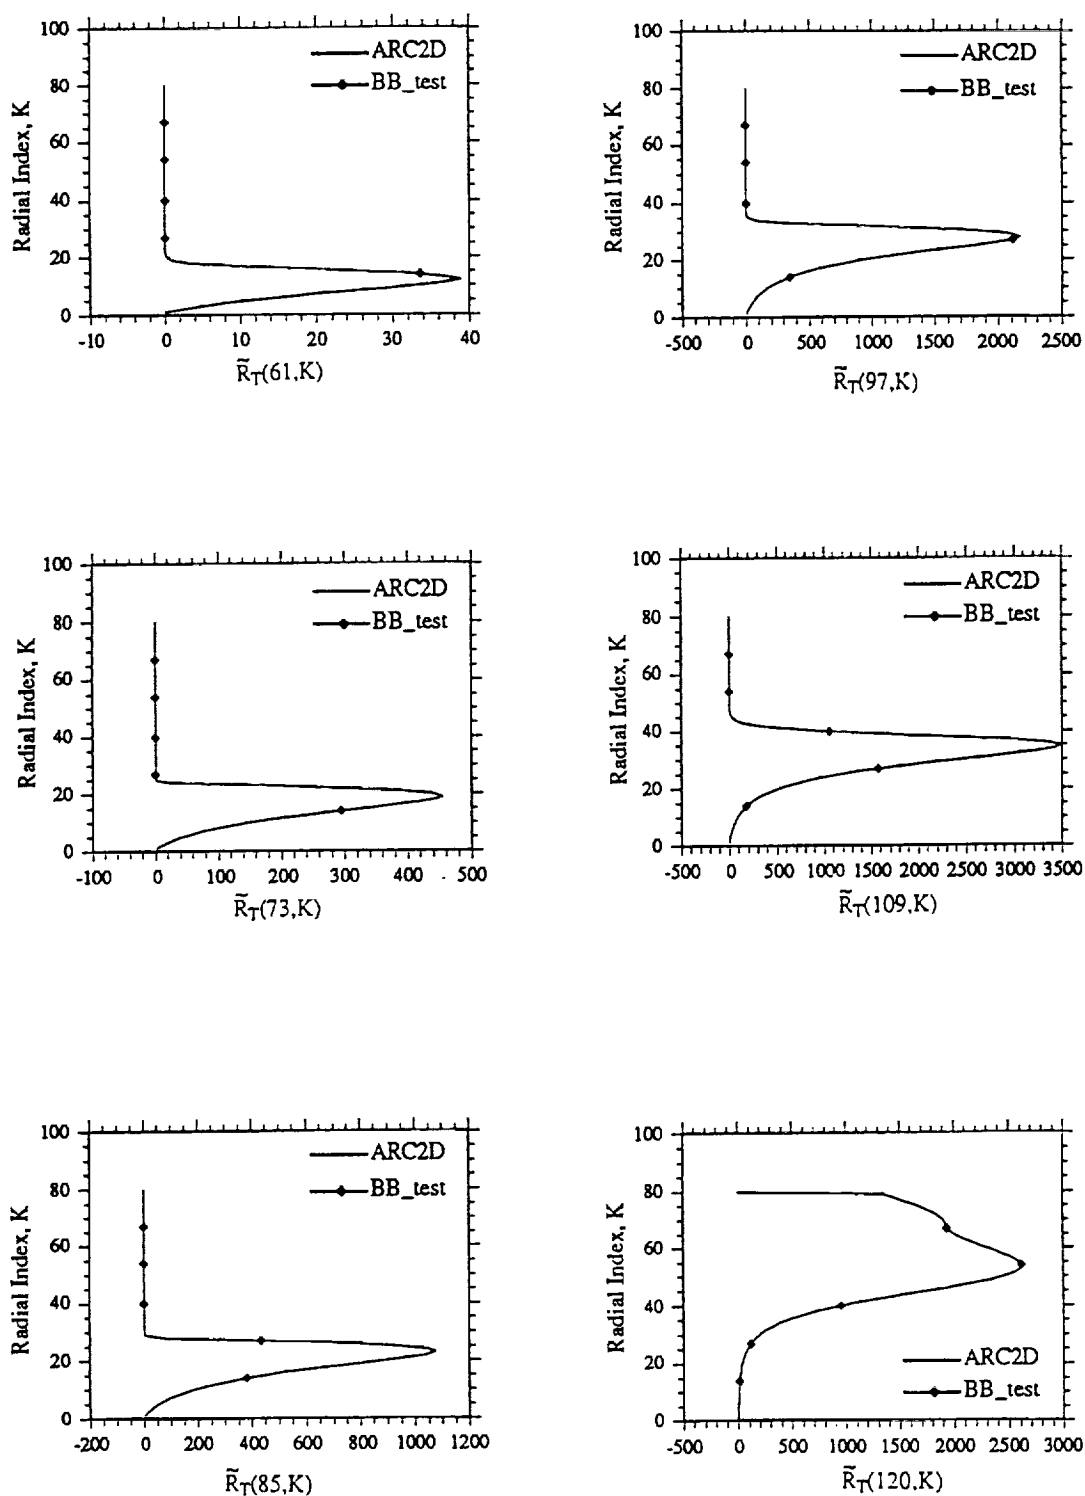 100
80
60
40
20
0
Radial Index, K
ARC2D
BB_test
-10 0 10 20 30 40
R̃T(61,K)
100
80
60
40
20
0
Radial Index, K
ARC2D
BB_test
-500 0 500 1000 1500 2000 2500
R̃T(97,K)
100
80
60
40
20
0
Radial Index, K
ARC2D
BB_test
-100 0 100 200 300 400 500
R̃T(73,K)
100
80
60
40
20
0
Radial Index, K
ARC2D
BB_test
-500 0 500 1000 1500 2000 2500 3000 3500
R̃T(109,K)
100
80
60
40
20
0
Radial Index, K
ARC2D
BB_test
-200 0 200 400 600 800 1000 1200
R̃T(85,K)
100
80
60
40
20
0
Radial Index, K
ARC2D
BB_test
-500 0 500 1000 1500 2000 2500 3000
R̃T(120,K)